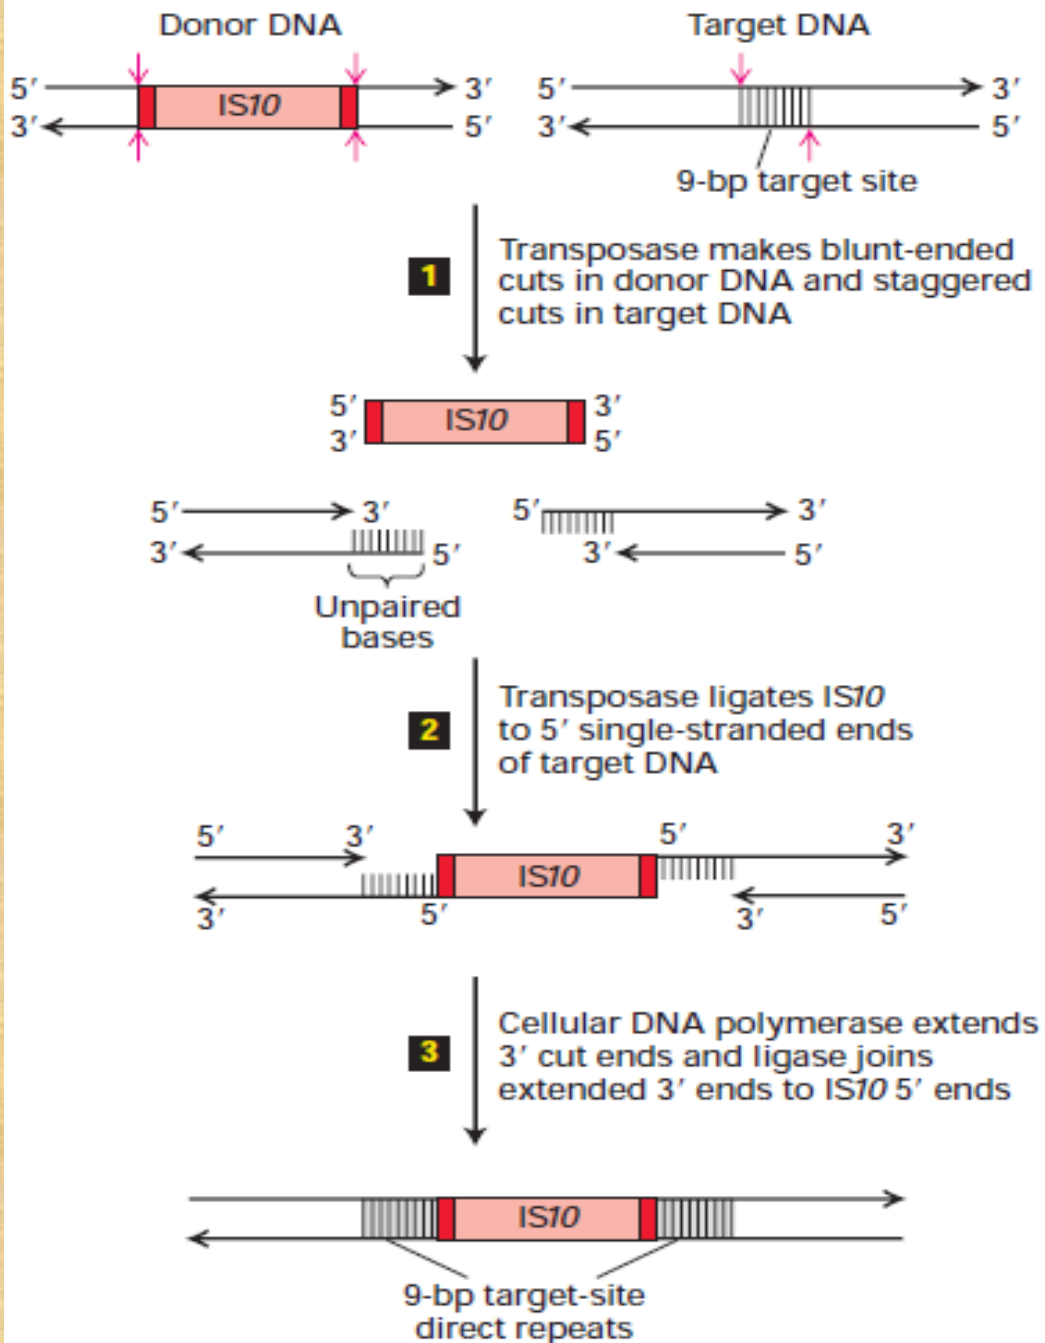 Donor DNA
Target DNA
5′ IS10 3′
3′ 5′
5′ 3′
3′ 5′
9-bp target site
1
Transposase makes blunt-ended
cuts in donor DNA and staggered
cuts in target DNA
5′ IS10 3′
3′ 5′
5′ 3′ 5′ 3′
3′ 5′ 3′ 5′
Unpaired
bases
2
Transposase ligates IS10
to 5′ single-stranded ends
of target DNA
5′ 3′ 5′ 3′
IS10
3′ 5′ 3′ 5′
3
Cellular DNA polymerase extends
3′ cut ends and ligase joins
extended 3′ ends to IS10 5′ ends
IS10
9-bp target-site
direct repeats